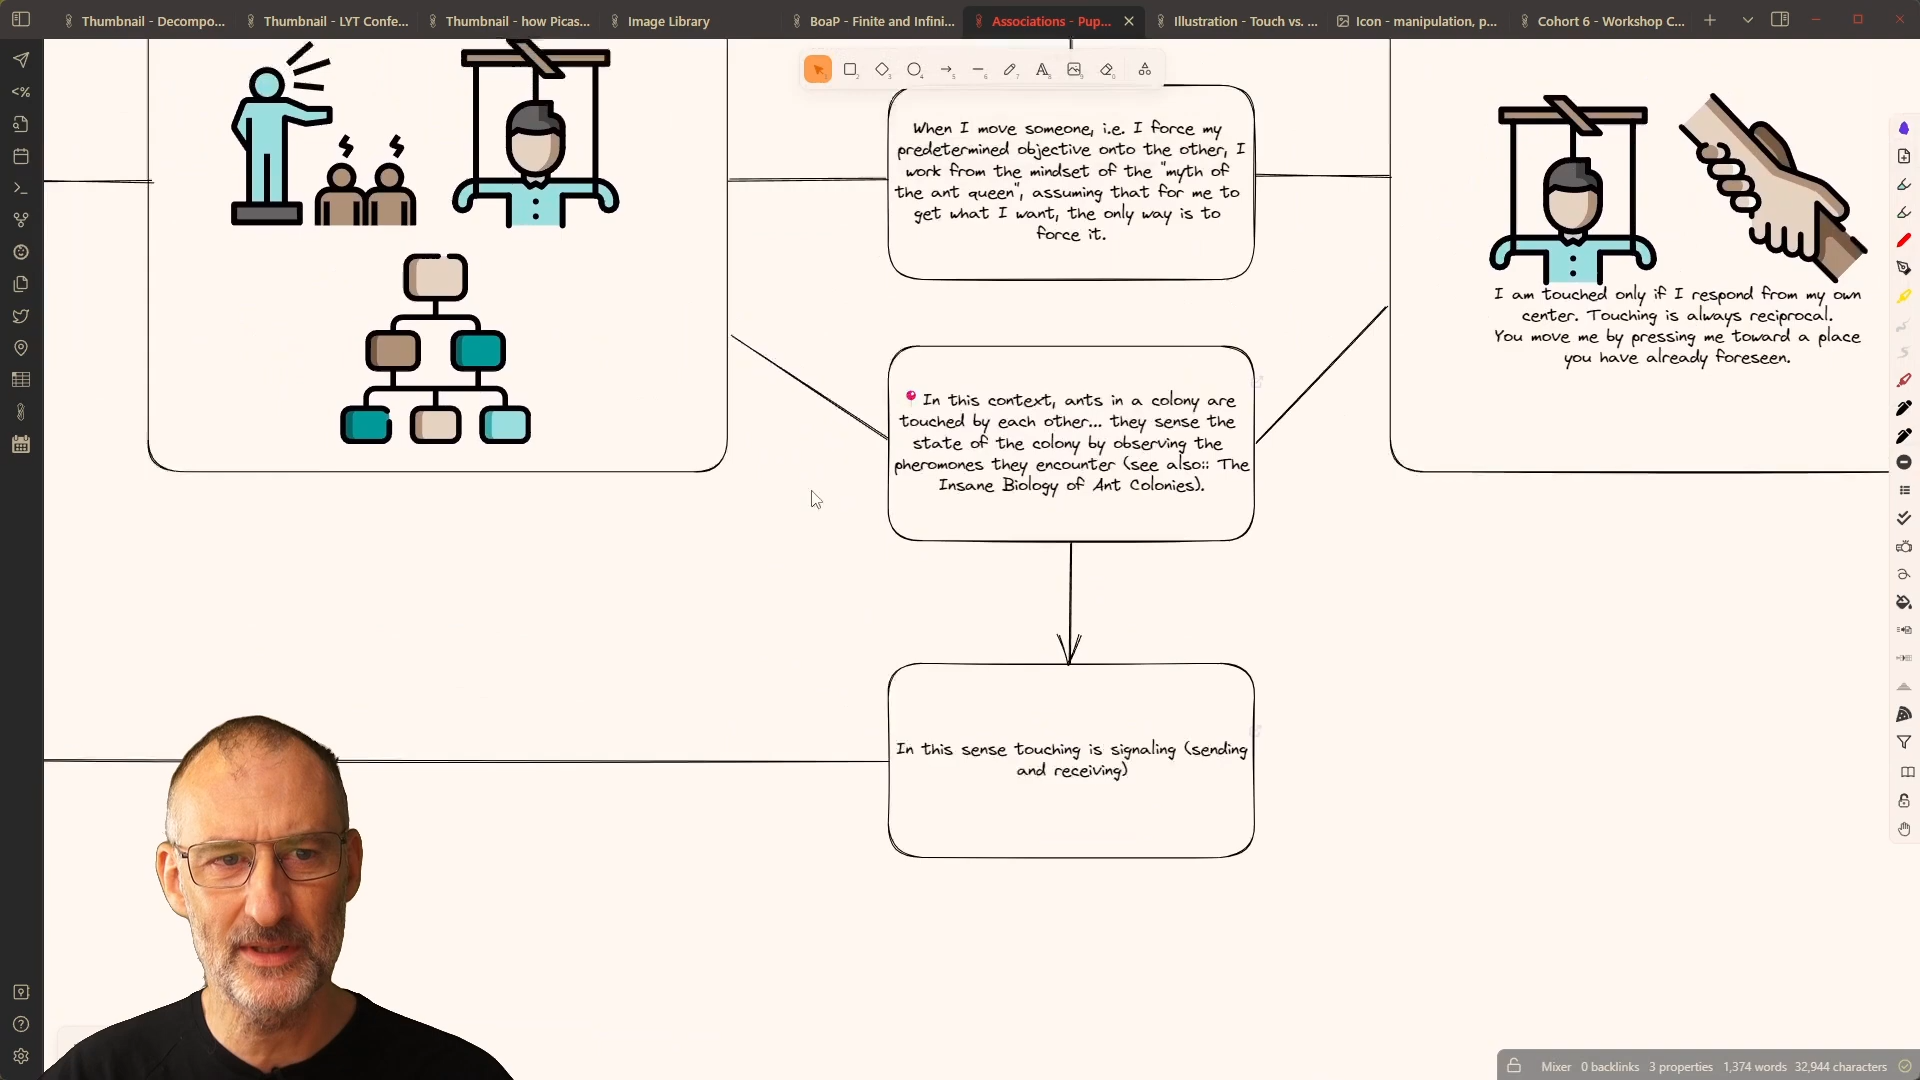 Thumbnail - Decompo...
Thumbnail - LYT Confe...
Thumbnail - how Picas...
Image Library
BoaP - Finite and Infini...
Associations - Pup...
Illustration - Touch vs. ...
Icon - manipulation, p...
Cohort 6 - Workshop C...
When I move someone, i.e. I force my
predetermined objective onto the other, I
work from the mindset of the "myth of
the ant queen", assuming that for me to
get what I want, the only way is to
force it.
I am touched only if I respond from my own
center. Touching is always reciprocal.
You move me by pressing me toward a place
you have already foreseen.
In this context, ants in a colony are
touched by each other... they sense the
state of the colony by observing the
pheromones they encounter (see also:: The
Insane Biology of Ant Colonies).
In this sense touching is signaling (sending
and receiving)
Mixer 0 backlinks 3 properties 1,374 words 32,944 characters